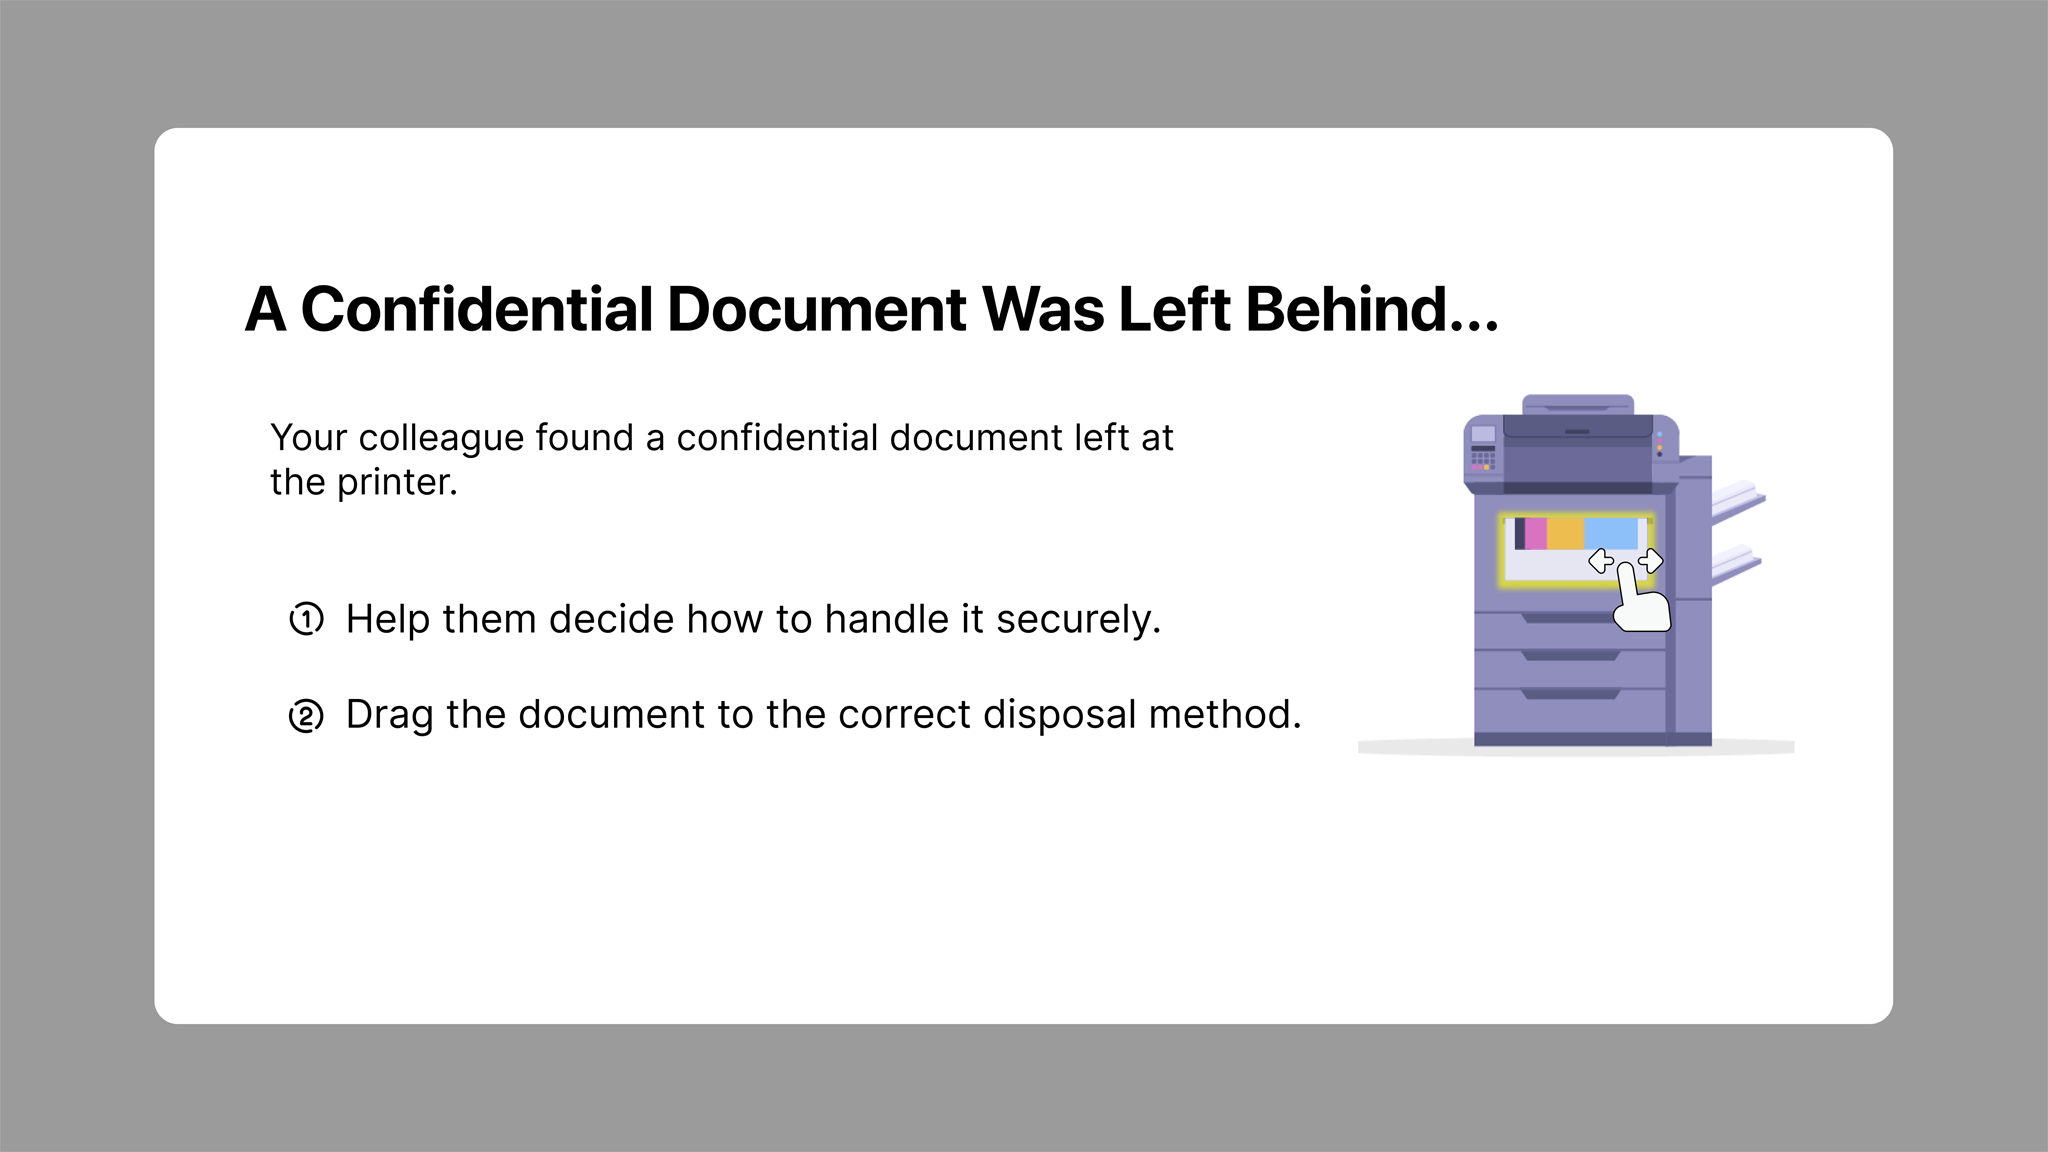 A Confidential Document Was Left Behind...
Your colleague found a confidential document left at
the printer.
1 Help them decide how to handle it securely.
2 Drag the document to the correct disposal method.